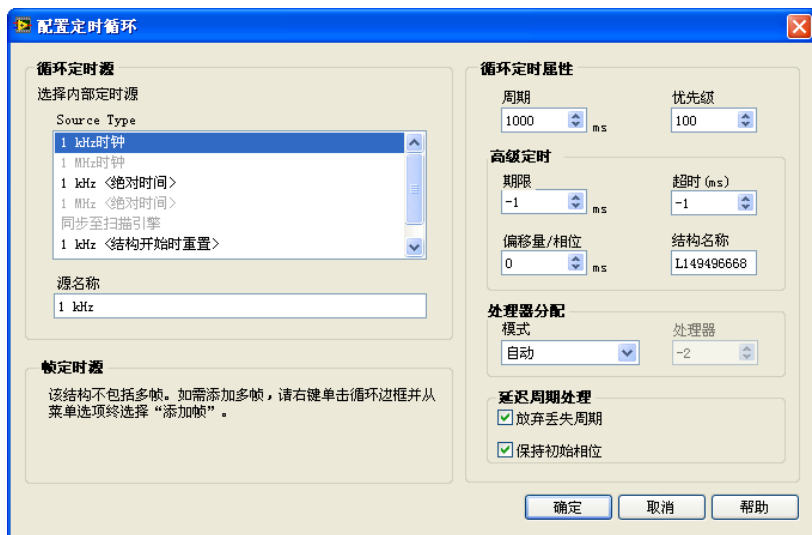 配置定时循环
循环定时源
选择内部定时源
Source Type
1 kHz时钟
1 MHz时钟
1 kHz <绝对时间>
1 MHz <绝对时间>
同步至扫描引擎
1 kHz <结构开始时重置>
源名称
1 kHz
帧定时源
该结构不包括多帧。如需添加多帧，请右键单击循环边框并从
菜单选项终选择“添加帧”。
循环定时属性
周期
优先级
1000 ms
100
高级定时
期限
超时(ms)
-1 ms
-1
偏移量/相位
结构名称
0 ms
L149496668
处理器分配
模式
处理器
自动
-2
延迟周期处理
放弃丢失周期
保持初始相位
确定
取消
帮助